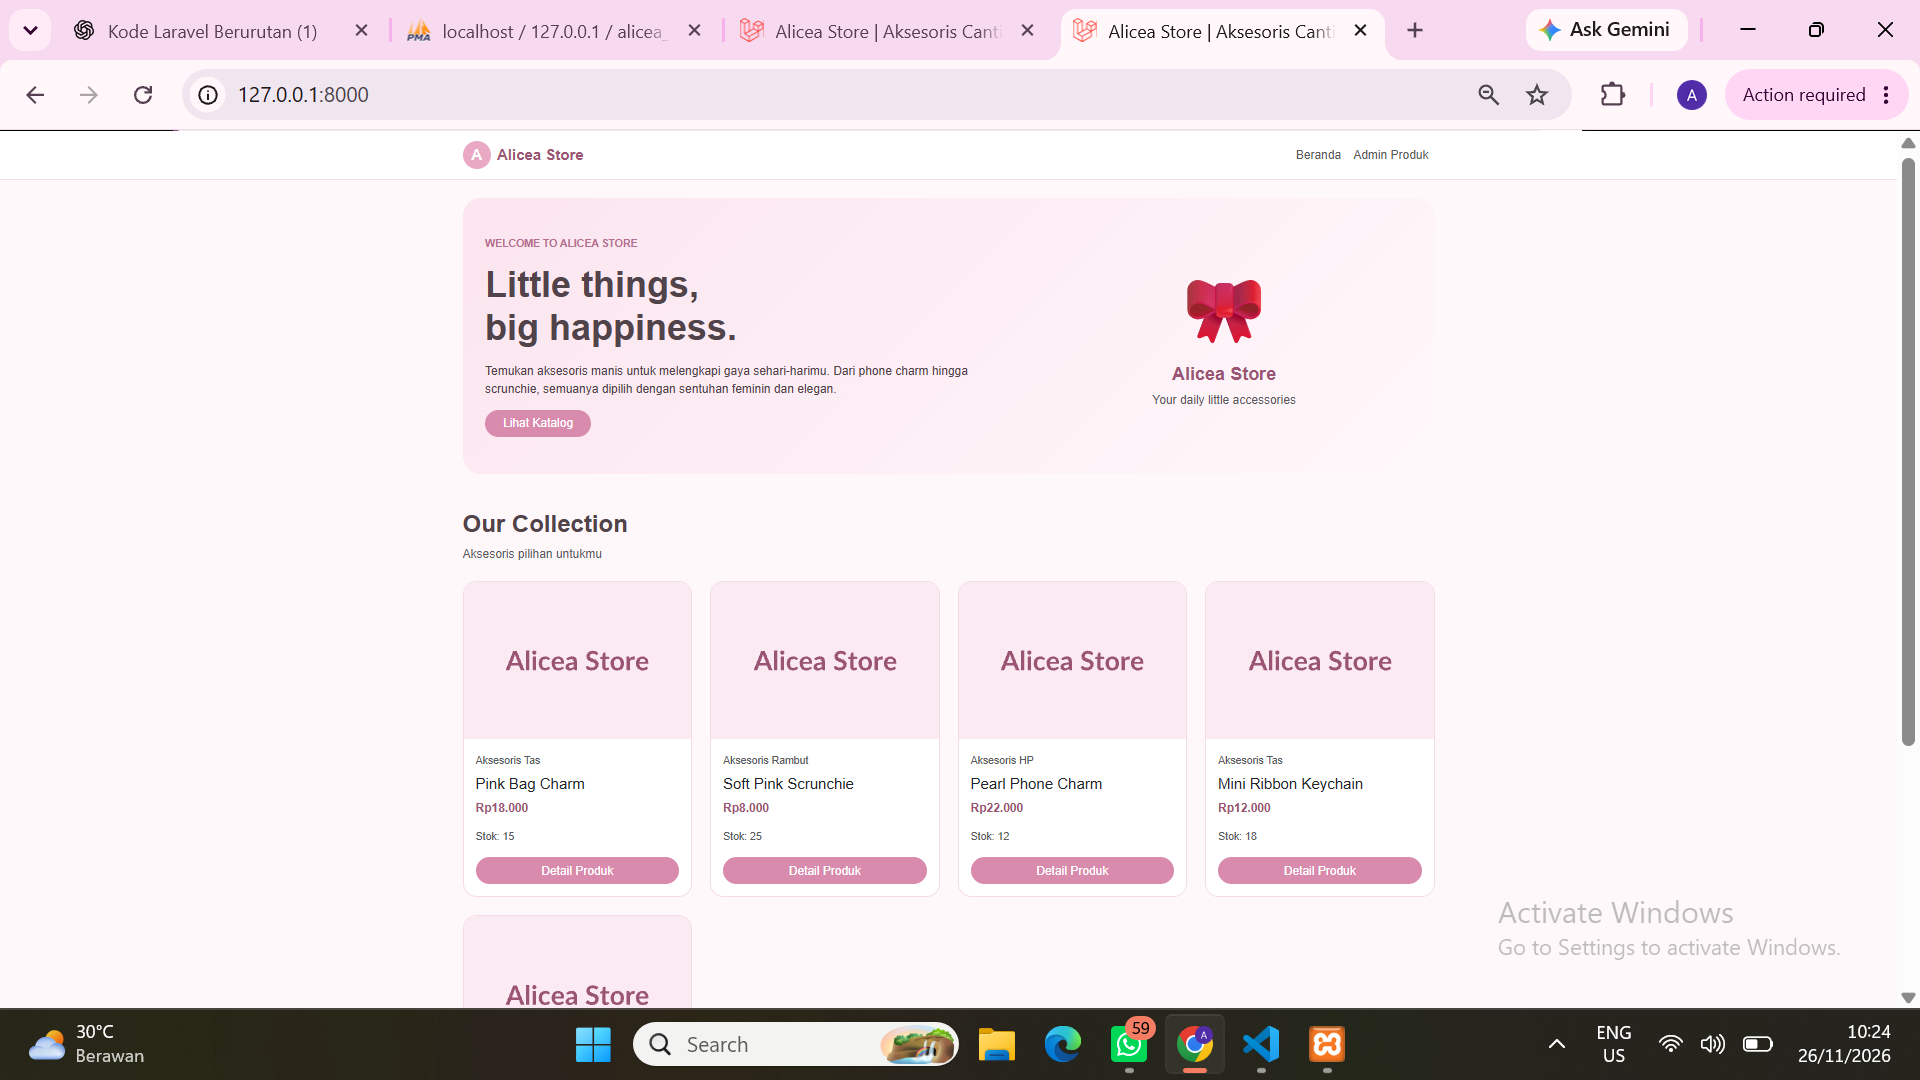 Kode Laravel Berurutan (1)
localhost / 127.0.0.1 / alicea_
Alicea Store | Aksesoris Canti
Alicea Store | Aksesoris Canti
Ask Gemini
127.0.0.1:8000
A
Action required
A
Alicea Store
Beranda
Admin Produk
WELCOME TO ALICEA STORE
Little things,
big happiness.
Temukan aksesoris manis untuk melengkapi gaya sehari-harimu. Dari phone charm hingga
scrunchie, semuanya dipilih dengan sentuhan feminin dan elegan.
Lihat Katalog
Alicea Store
Your daily little accessories
Our Collection
Aksesoris pilihan untukmu
Alicea Store
Aksesoris Tas
Pink Bag Charm
Rp18.000
Stok: 15
Detail Produk
Alicea Store
Aksesoris Rambut
Soft Pink Scrunchie
Rp8.000
Stok: 25
Detail Produk
Alicea Store
Aksesoris HP
Pearl Phone Charm
Rp22.000
Stok: 12
Detail Produk
Alicea Store
Aksesoris Tas
Mini Ribbon Keychain
Rp12.000
Stok: 18
Detail Produk
Alicea Store
Activate Windows
Go to Settings to activate Windows.
30°C
Berawan
Search
59
A
ENG
US
10:24
26/11/2026